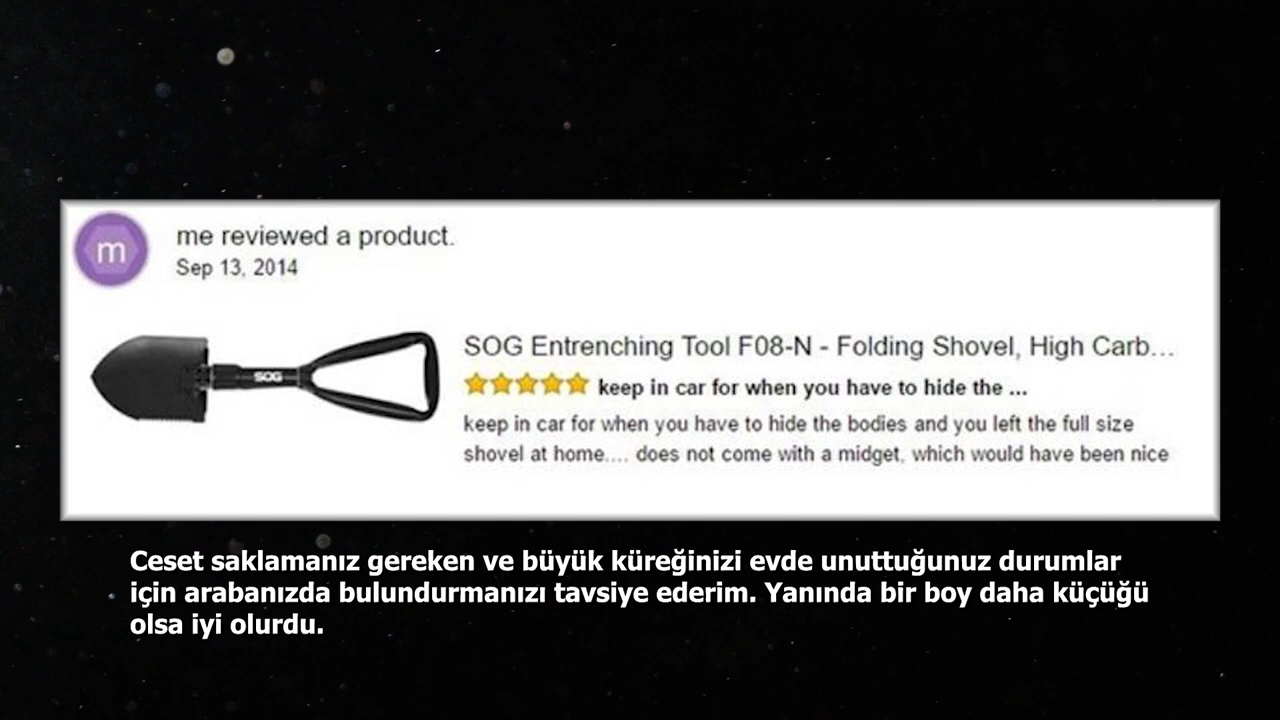 m
me reviewed a product.
Sep 13, 2014
SOG
SOG Entrenching Tool F08-N - Folding Shovel, High Carb...
keep in car for when you have to hide the ...
keep in car for when you have to hide the bodies and you left the full size
shovel at home.... does not come with a midget, which would have been nice
Ceset saklamanız gereken ve büyük küreğinizi evde unuttuğunuz durumlar
için arabanızda bulundurmanızı tavsiye ederim. Yanında bir boy daha küçüğü
olsa iyi olurdu.